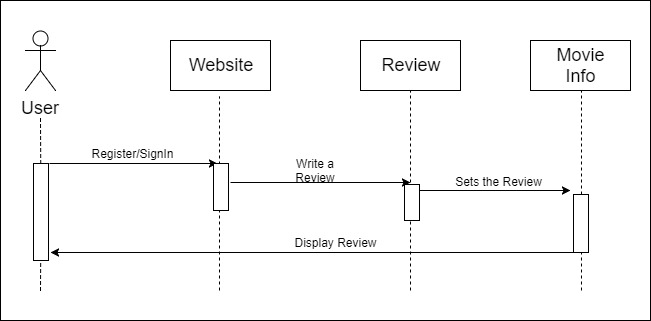 User
Website
Review
Movie
Info
Register/SignIn
Write a
Review
Sets the Review
Display Review